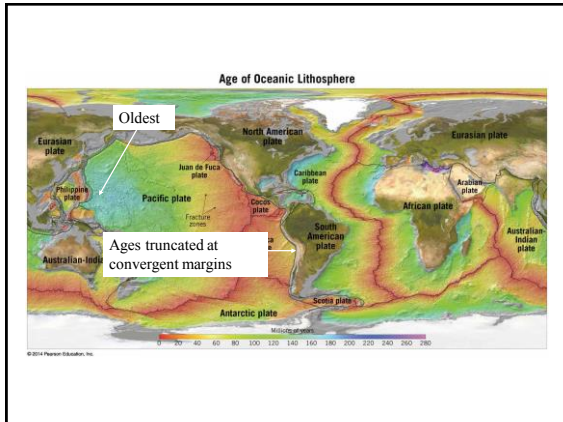 Age of Oceanic Lithosphere
Oldest
Eurasian
plate
North American
plate
Eurasian plate
Juan de Fuca
plate
Caribbean
plate
Arabian
plate
Philippine
plate
Pacific plate
Cocos
plate
African plate
Fracture
zones
South
American
plate
Australian-
Indian
plate
Ages truncated at
convergent margins
Australian-Indi
Scotia plate
Antarctic plate
Millions of years
0 20 40 60 80 100 120 140 160 180 200 220 240 260 280
© 2014 Pearson Education, Inc.